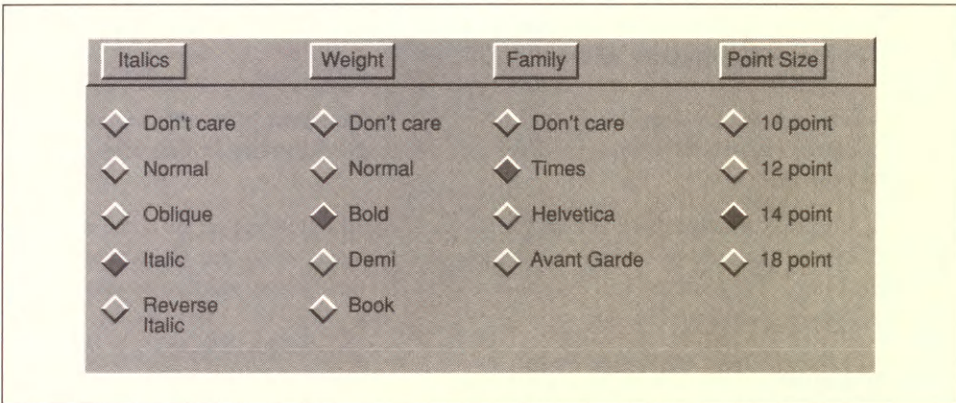 Italics Weight Family Point Size
Don't care Don't care Don't care 10 point
Normal Normal Times 12 point
Oblique Bold Helvetica 14 point
Italic Demi Avant Garde 18 point
Reverse Book
Italic